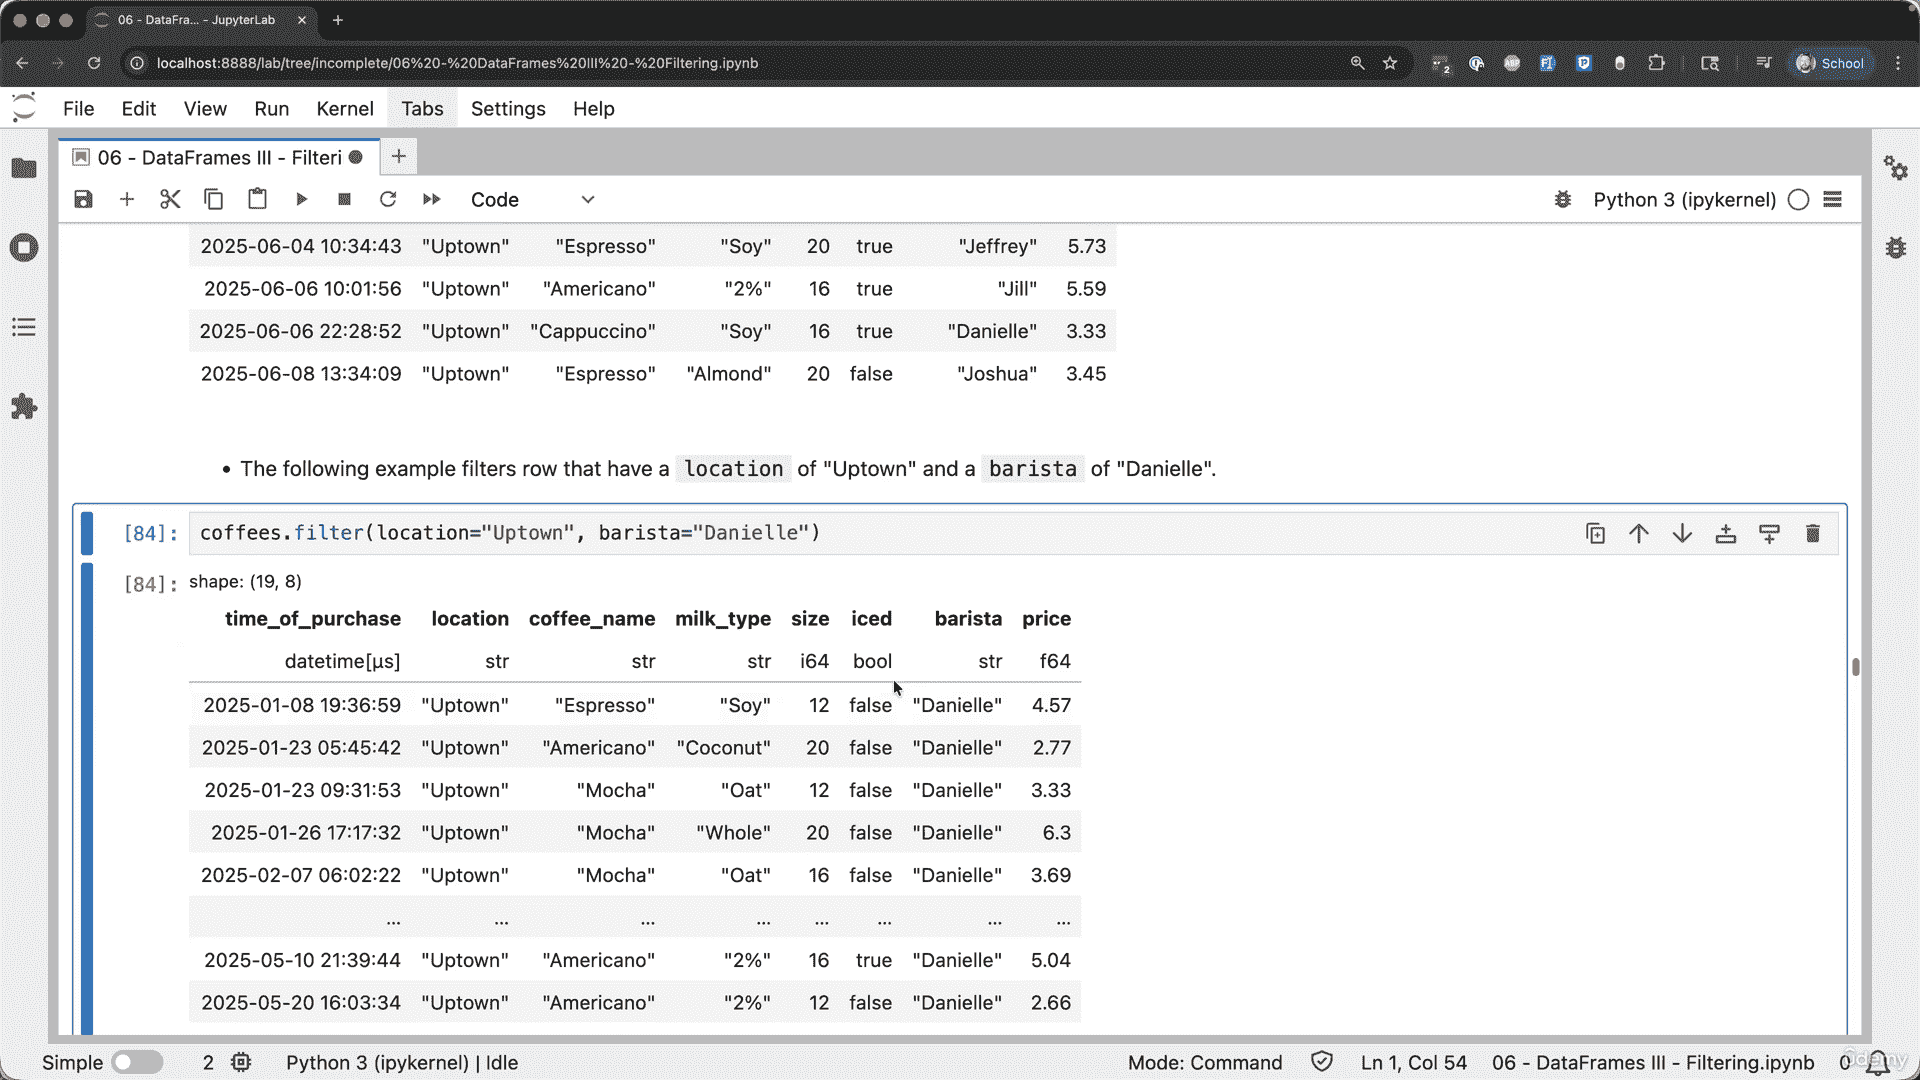 06 - DataFra... - JupyterLab
localhost:8888/lab/tree/incomplete/06%20-%20DataFrames%20III%20-%20Filtering.ipynb
2
ABP
School
File Edit View Run Kernel Tabs Settings Help
06 - DataFrames III - Filteri
Code
Python 3 (ipykernel)
2025-06-04 10:34:43 "Uptown" "Espresso" "Soy" 20 true "Jeffrey" 5.73
2025-06-06 10:01:56 "Uptown" "Americano" "2%" 16 true "Jill" 5.59
2025-06-06 22:28:52 "Uptown" "Cappuccino" "Soy" 16 true "Danielle" 3.33
2025-06-08 13:34:09 "Uptown" "Espresso" "Almond" 20 false "Joshua" 3.45
• The following example filters row that have a location of "Uptown" and a barista of "Danielle".
[84]: coffees.filter(location="Uptown", barista="Danielle")
[84]: shape: (19, 8)
time_of_purchase location coffee_name milk_type size iced barista price
datetime[μs] str str str i64 bool str f64
2025-01-08 19:36:59 "Uptown" "Espresso" "Soy" 12 false "Danielle" 4.57
2025-01-23 05:45:42 "Uptown" "Americano" "Coconut" 20 false "Danielle" 2.77
2025-01-23 09:31:53 "Uptown" "Mocha" "Oat" 12 false "Danielle" 3.33
2025-01-26 17:17:32 "Uptown" "Mocha" "Whole" 20 false "Danielle" 6.3
2025-02-07 06:02:22 "Uptown" "Mocha" "Oat" 16 false "Danielle" 3.69
... ... ... ... ... ... ... ...
2025-05-10 21:39:44 "Uptown" "Americano" "2%" 16 true "Danielle" 5.04
2025-05-20 16:03:34 "Uptown" "Americano" "2%" 12 false "Danielle" 2.66
Simple 2 Python 3 (ipykernel) | Idle Mode: Command Ln 1, Col 54 06 - DataFrames III - Filtering.ipynb 0
Udemy